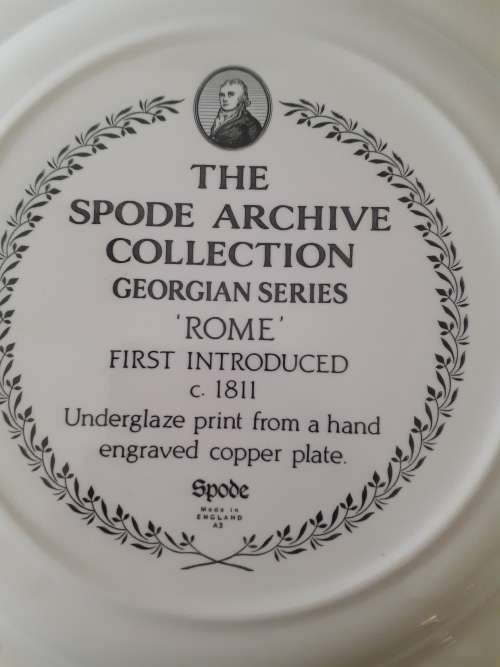 THE
SPODE ARCHIVE
COLLECTION
GEORGIAN SERIES
'ROME'
FIRST INTRODUCED
c. 1811
Underglaze print from a hand
engraved copper plate.
Spode
Made in
ENGLAND
A3